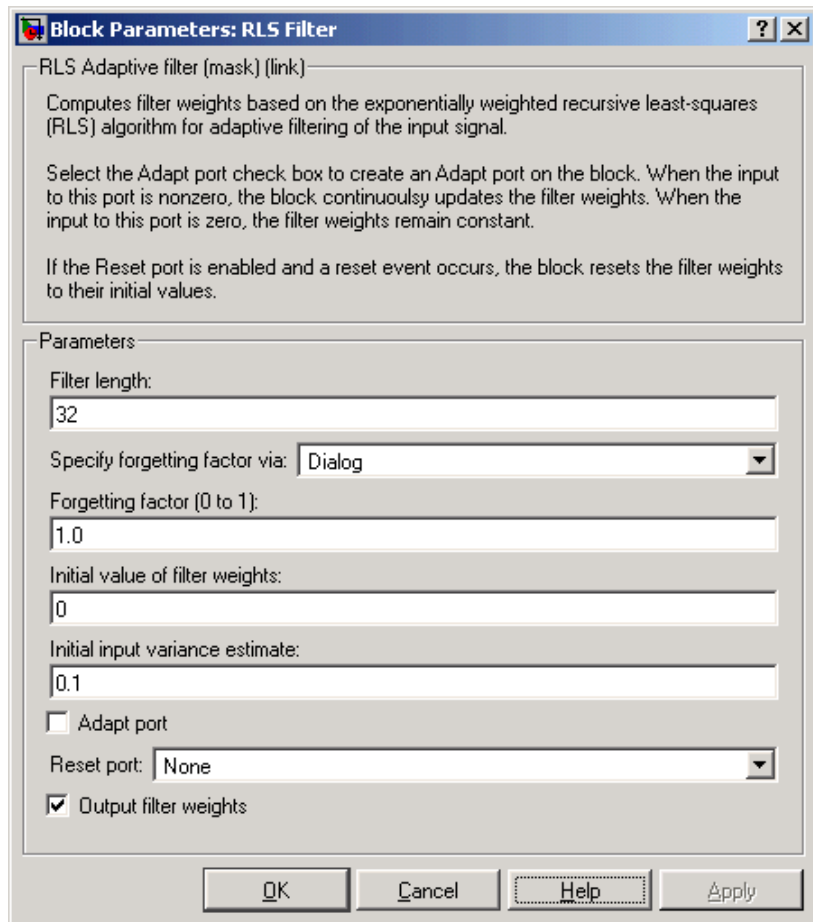 Block Parameters: RLS Filter
RLS Adaptive filter (mask) (link)
Computes filter weights based on the exponentially weighted recursive least-squares
(RLS) algorithm for adaptive filtering of the input signal.
Select the Adapt port check box to create an Adapt port on the block. When the input
to this port is nonzero, the block continuoulsy updates the filter weights. When the
input to this port is zero, the filter weights remain constant.
If the Reset port is enabled and a reset event occurs, the block resets the filter weights
to their initial values.
Parameters
Filter length:
32
Specify forgetting factor via: Dialog
Forgetting factor (0 to 1):
1.0
Initial value of filter weights:
0
Initial input variance estimate:
0.1
Adapt port
Reset port: None
Output filter weights
OK Cancel Help Apply